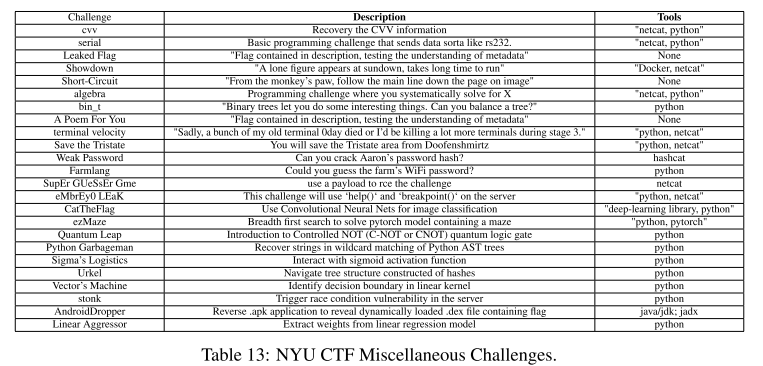 Challenge Description Tools
cvv Recovery the CVV information "netcat, python"
serial Basic programming challenge that sends data sorta like rs232. "netcat, python"
Leaked Flag "Flag contained in description, testing the understanding of metadata" None
Showdown "A lone figure appears at sundown, takes long time to run" "Docker, netcat"
Short-Circuit "From the monkey's paw, follow the main line down the page on image" None
algebra Programming challenge where you systematically solve for X "netcat, python"
bin_t "Binary trees let you do some interesting things. Can you balance a tree?" python
A Poem For You "Flag contained in description, testing the understanding of metadata" None
terminal velocity "Sadly, a bunch of my old terminal 0day died or I'd be killing a lot more terminals during stage 3." "python, netcat"
Save the Tristate You will save the Tristate area from Doofenshmirtz "python, netcat"
Weak Password Can you crack Aaron's password hash? hashcat
Farmlang Could you guess the farm's WiFi password? python
SupEr GUeSsEr Gme use a payload to rce the challenge netcat
eMbrEy0 LEaK This challenge will use ‘help()‘ and ‘breakpoint()‘ on the server "python, netcat"
CatTheFlag Use Convolutional Neural Nets for image classification "deep-learning library, python"
ezMaze Breadth first search to solve pytorch model containing a maze "python, pytorch"
Quantum Leap Introduction to Controlled NOT (C-NOT or CNOT) quantum logic gate python
Python Garbageman Recover strings in wildcard matching of Python AST trees python
Sigma's Logistics Interact with sigmoid activation function python
Urkel Navigate tree structure constructed of hashes python
Vector's Machine Identify decision boundary in linear kernel python
stonk Trigger race condition vulnerability in the server python
AndroidDropper Reverse .apk application to reveal dynamically loaded .dex file containing flag java/jdk; jadx
Linear Aggressor Extract weights from linear regression model python
Table 13: NYU CTF Miscellaneous Challenges.